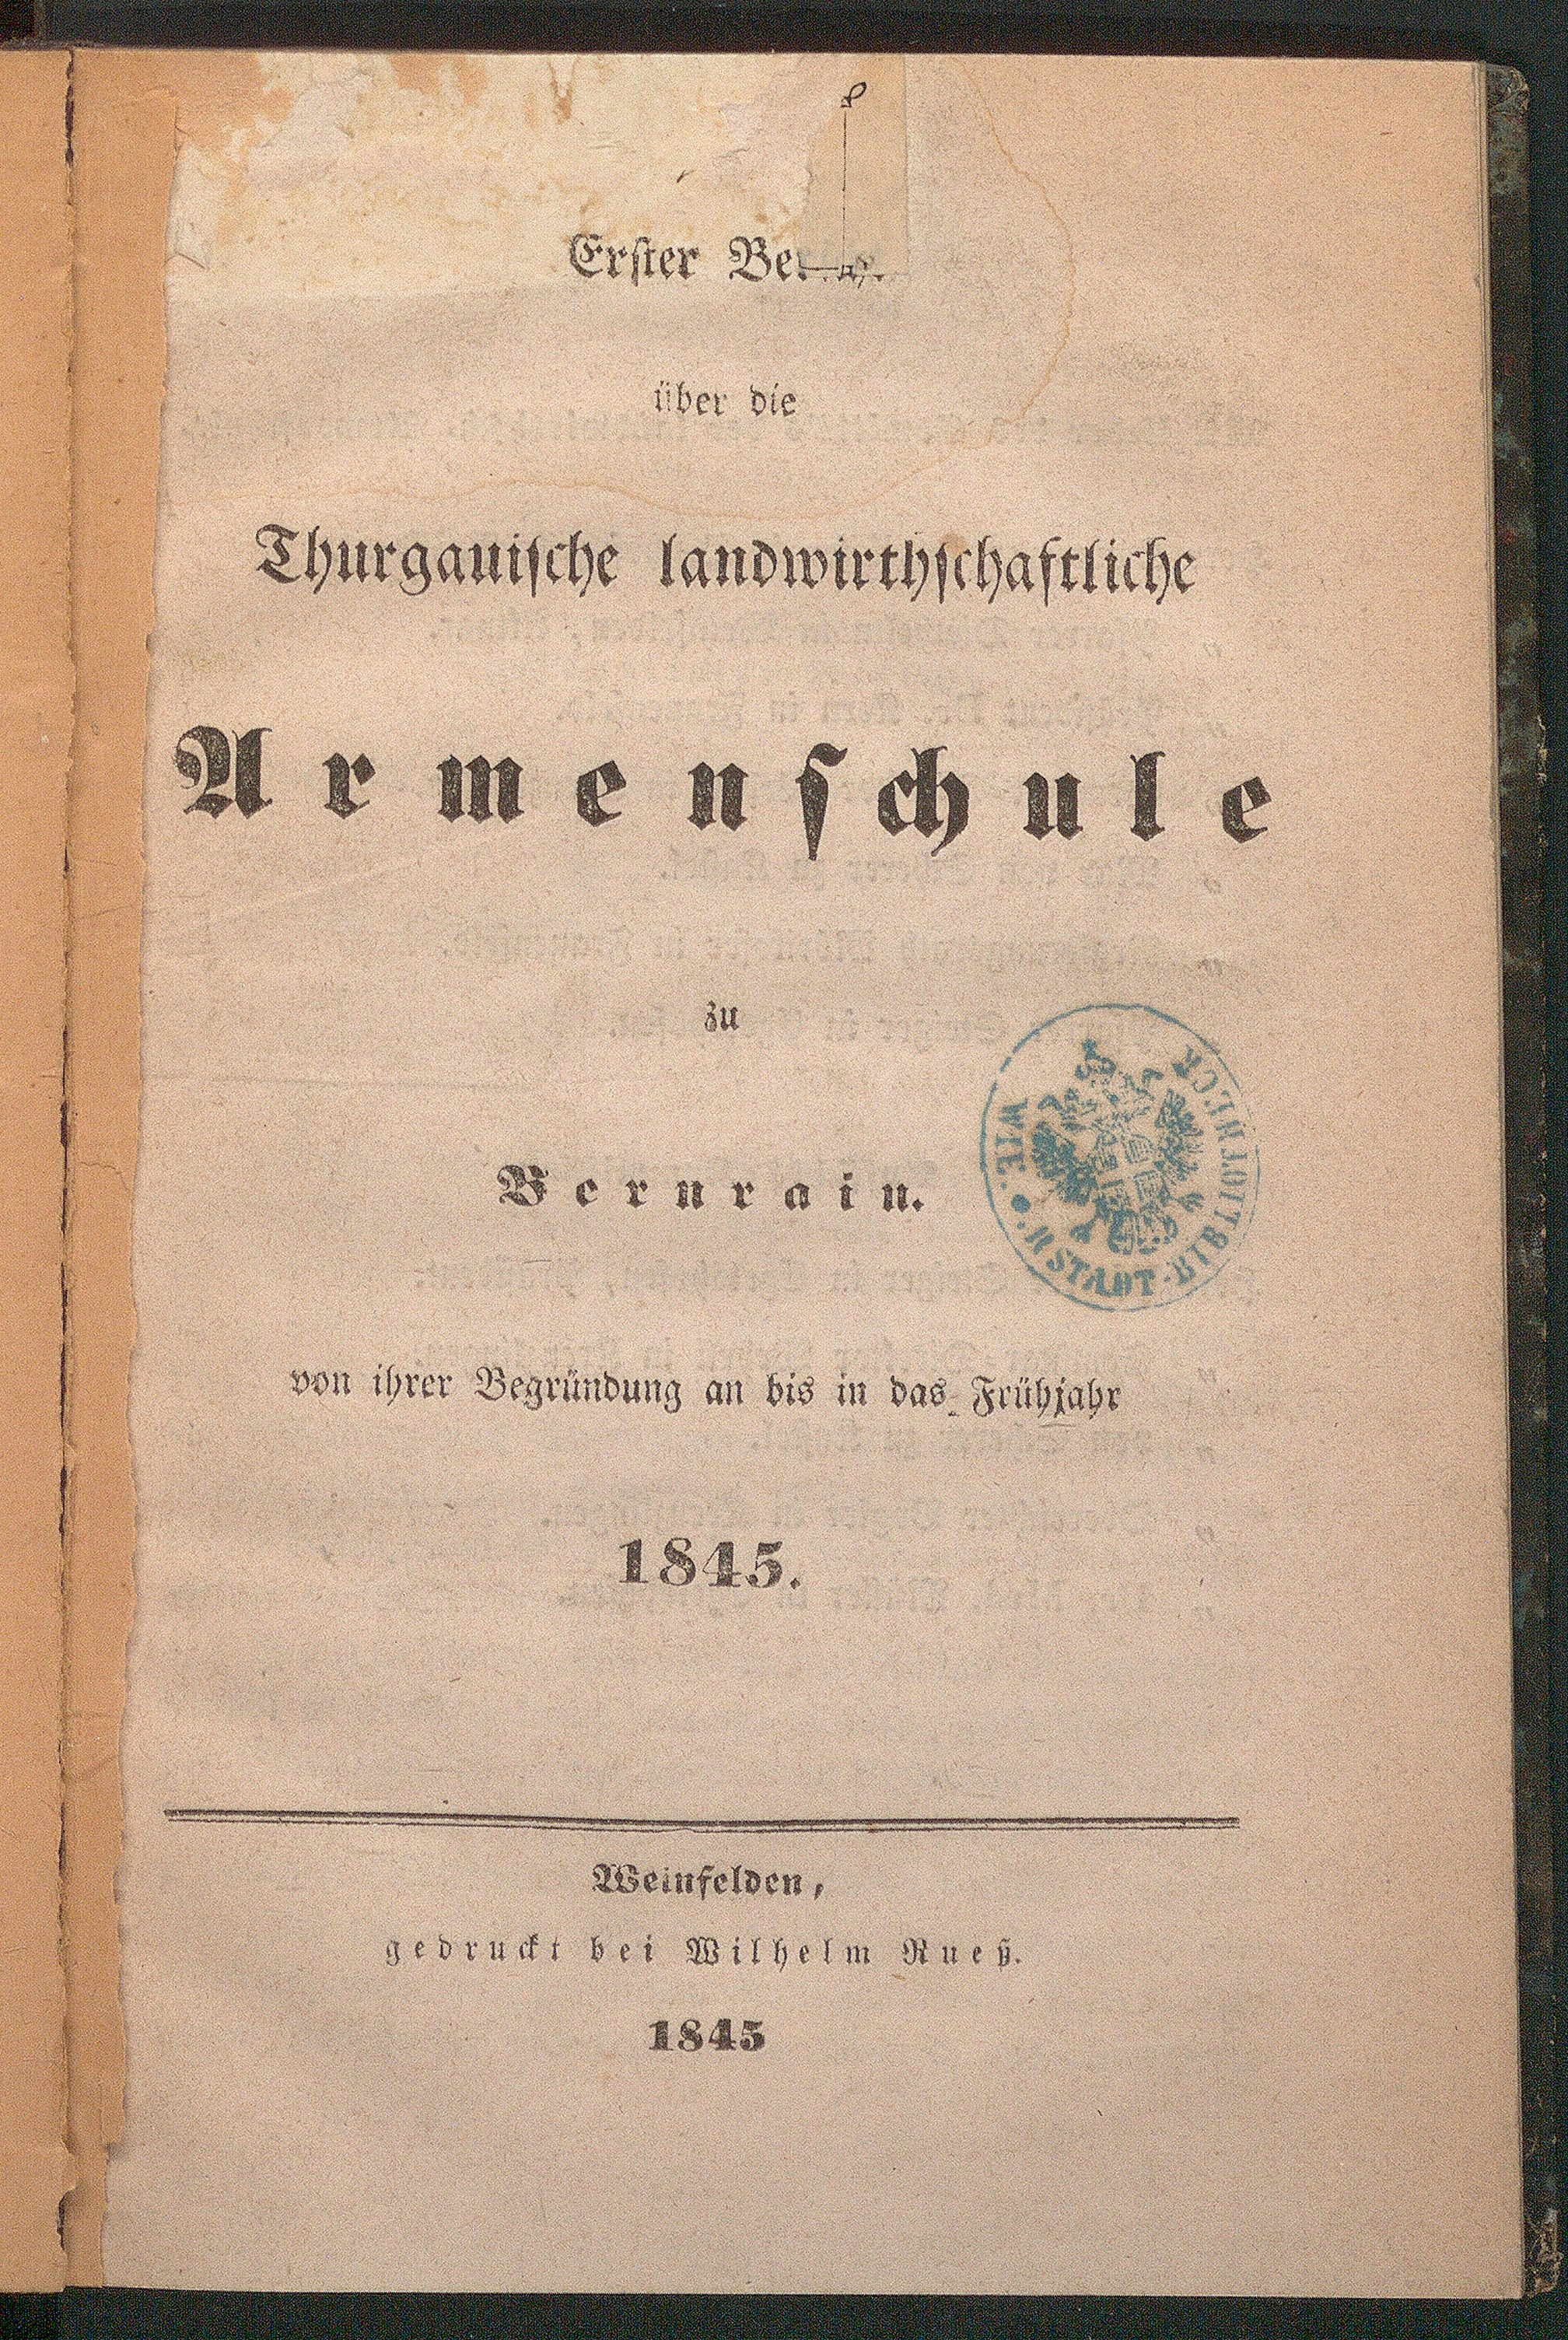 Erster
über die
Thurgauische landwirthschaftliche
Armenschule
zu
Bernrain.
von ihrer Begründung an bis in das Frühjahr
1845.
Weinfelden,
gedruckt bei Wilhelm Rueß.
1845